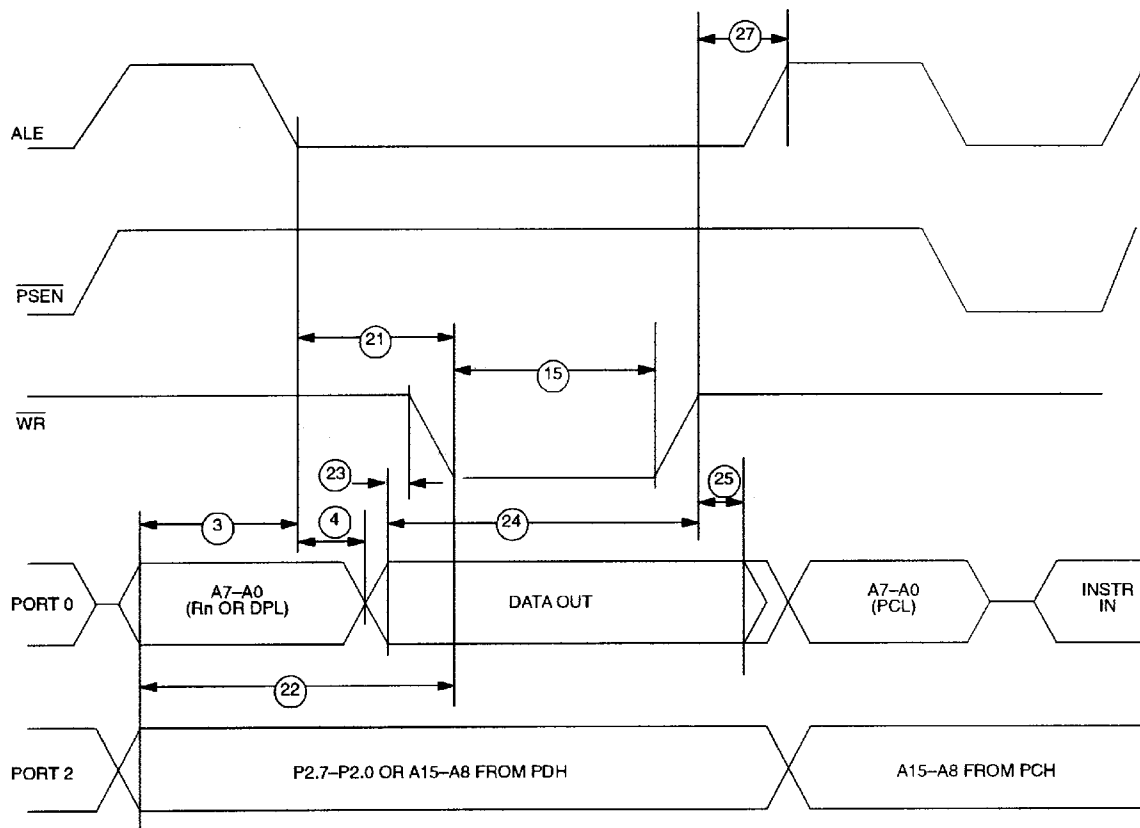 27
ALE
PSEN
21
15
WR
23
25
3
4
24
PORT 0
A7–A0
(Rn OR DPL)
DATA OUT
A7–A0
(PCL)
INSTR
IN
22
PORT 2
P2.7–P2.0 OR A15–A8 FROM PDH
A15–A8 FROM PCH